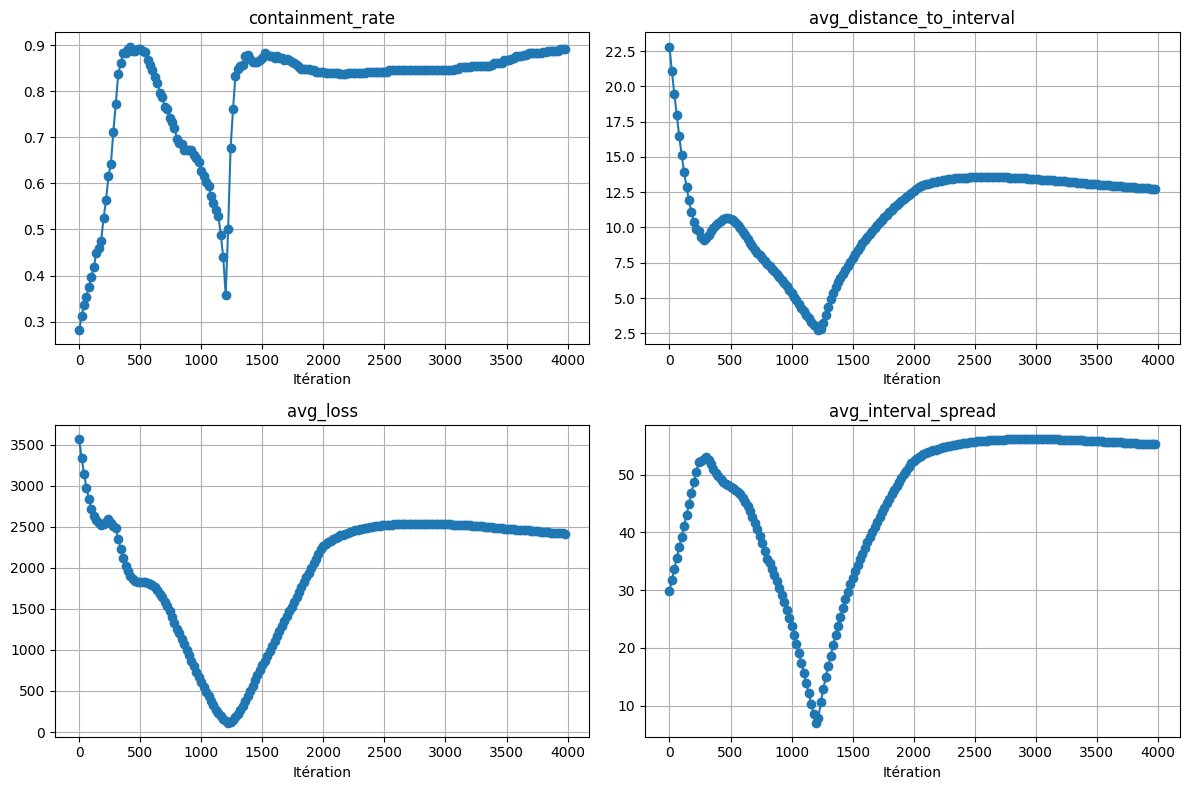 containment_rate
0.9
0.8
0.7
0.6
0.5
0.4
0.3
0 500 1000 1500 2000 2500 3000 3500 4000
Itération
avg_distance_to_interval
22.5
20.0
17.5
15.0
12.5
10.0
7.5
5.0
2.5
0 500 1000 1500 2000 2500 3000 3500 4000
Itération
avg_loss
3500
3000
2500
2000
1500
1000
500
0
0 500 1000 1500 2000 2500 3000 3500 4000
Itération
avg_interval_spread
50
40
30
20
10
0 500 1000 1500 2000 2500 3000 3500 4000
Itération